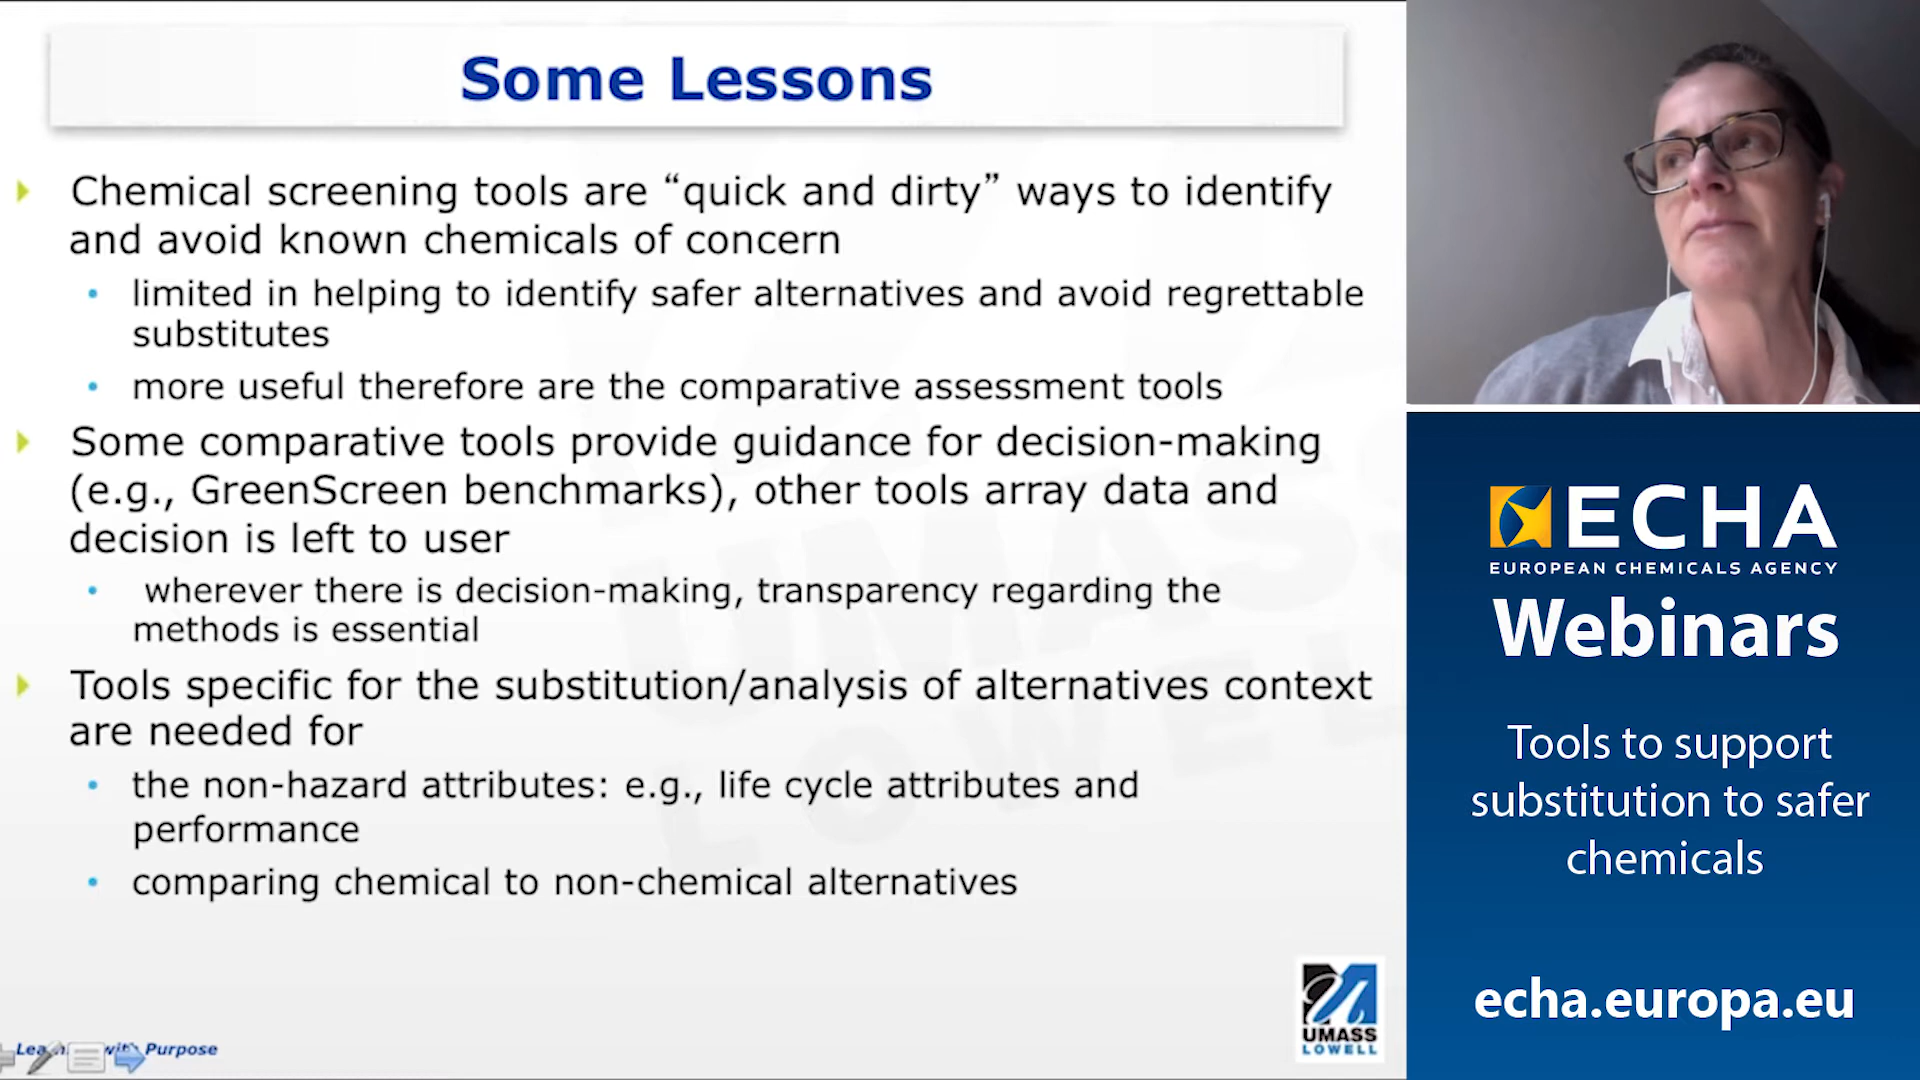 Some Lessons
Chemical screening tools are “quick and dirty” ways to identify
and avoid known chemicals of concern
limited in helping to identify safer alternatives and avoid regrettable
substitutes
more useful therefore are the comparative assessment tools
Some comparative tools provide guidance for decision-making
(e.g., GreenScreen benchmarks), other tools array data and
decision is left to user
wherever there is decision-making, transparency regarding the
methods is essential
Tools specific for the substitution/analysis of alternatives context
are needed for
the non-hazard attributes: e.g., life cycle attributes and
performance
comparing chemical to non-chemical alternatives
with Purpose
UMASS
LOWELL
UMASS
LOWELL
ECHA
EUROPEAN CHEMICALS AGENCY
Webinars
Tools to support
substitution to safer
chemicals
echa.europa.eu